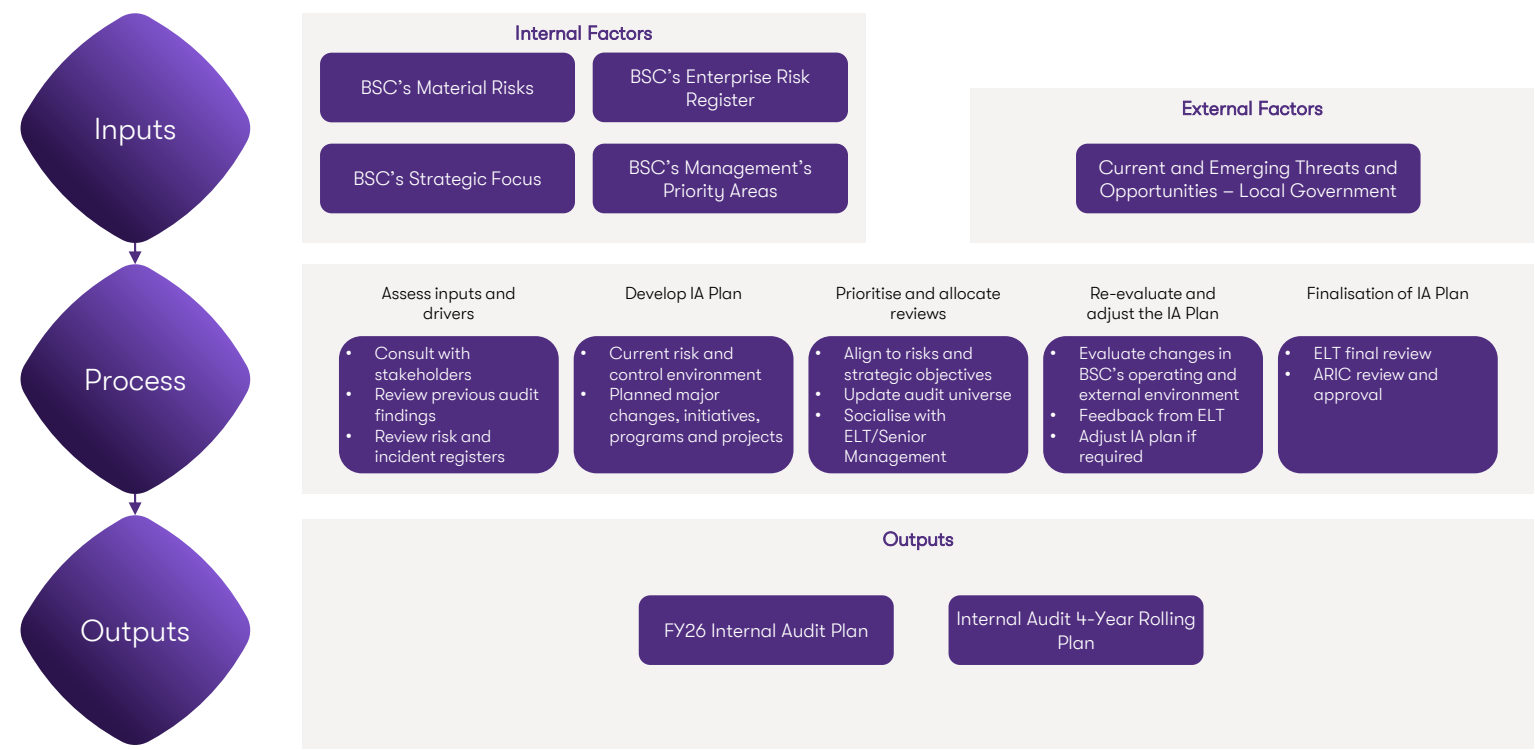 Inputs
Internal Factors
BSC's Material Risks
BSC's Enterprise Risk
Register
BSC's Strategic Focus
BSC's Management's
Priority Areas
External Factors
Current and Emerging Threats and
Opportunities – Local Government
Process
Assess inputs and
drivers
• Consult with
stakeholders
• Review previous audit
findings
• Review risk and
incident registers
Develop IA Plan
• Current risk and
control environment
• Planned major
changes, initiatives,
programs and projects
Prioritise and allocate
reviews
• Align to risks and
strategic objectives
• Update audit universe
• Socialise with
ELT/Senior
Management
Re-evaluate and
adjust the IA Plan
• Evaluate changes in
BSC's operating and
external environment
• Feedback from ELT
• Adjust IA plan if
required
Finalisation of IA Plan
• ELT final review
• ARIC review and
approval
Outputs
Outputs
FY26 Internal Audit Plan
Internal Audit 4-Year Rolling
Plan